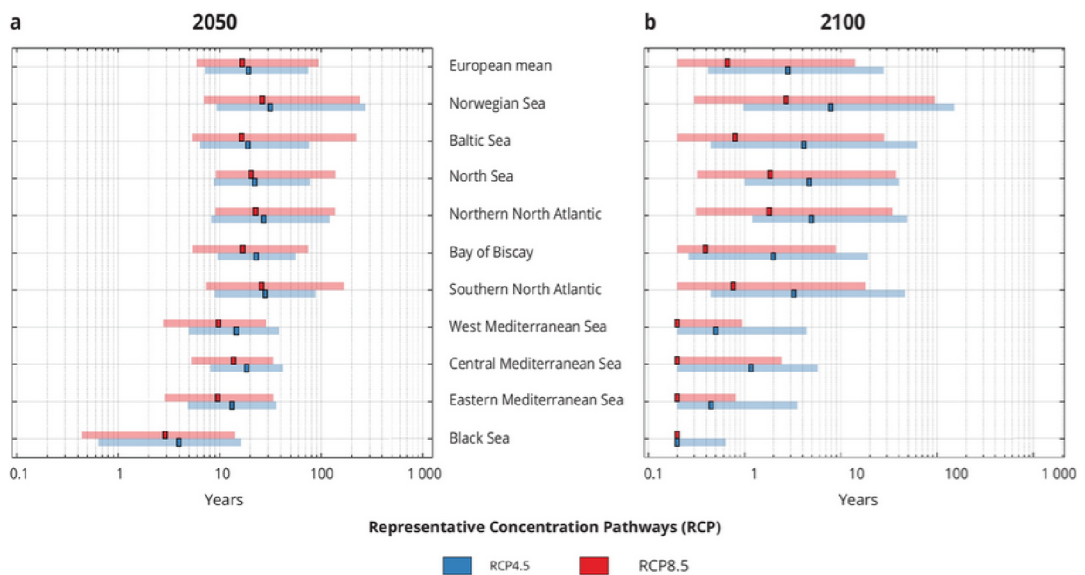 a 2050 b 2100
European mean
Norwegian Sea
Baltic Sea
North Sea
Northern North Atlantic
Bay of Biscay
Southern North Atlantic
West Mediterranean Sea
Central Mediterranean Sea
Eastern Mediterranean Sea
Black Sea
0.1 1 10 100 1 000 0.1 1 10 100 1 000
Years Years
Representative Concentration Pathways (RCP)
RCP4.5 RCP8.5